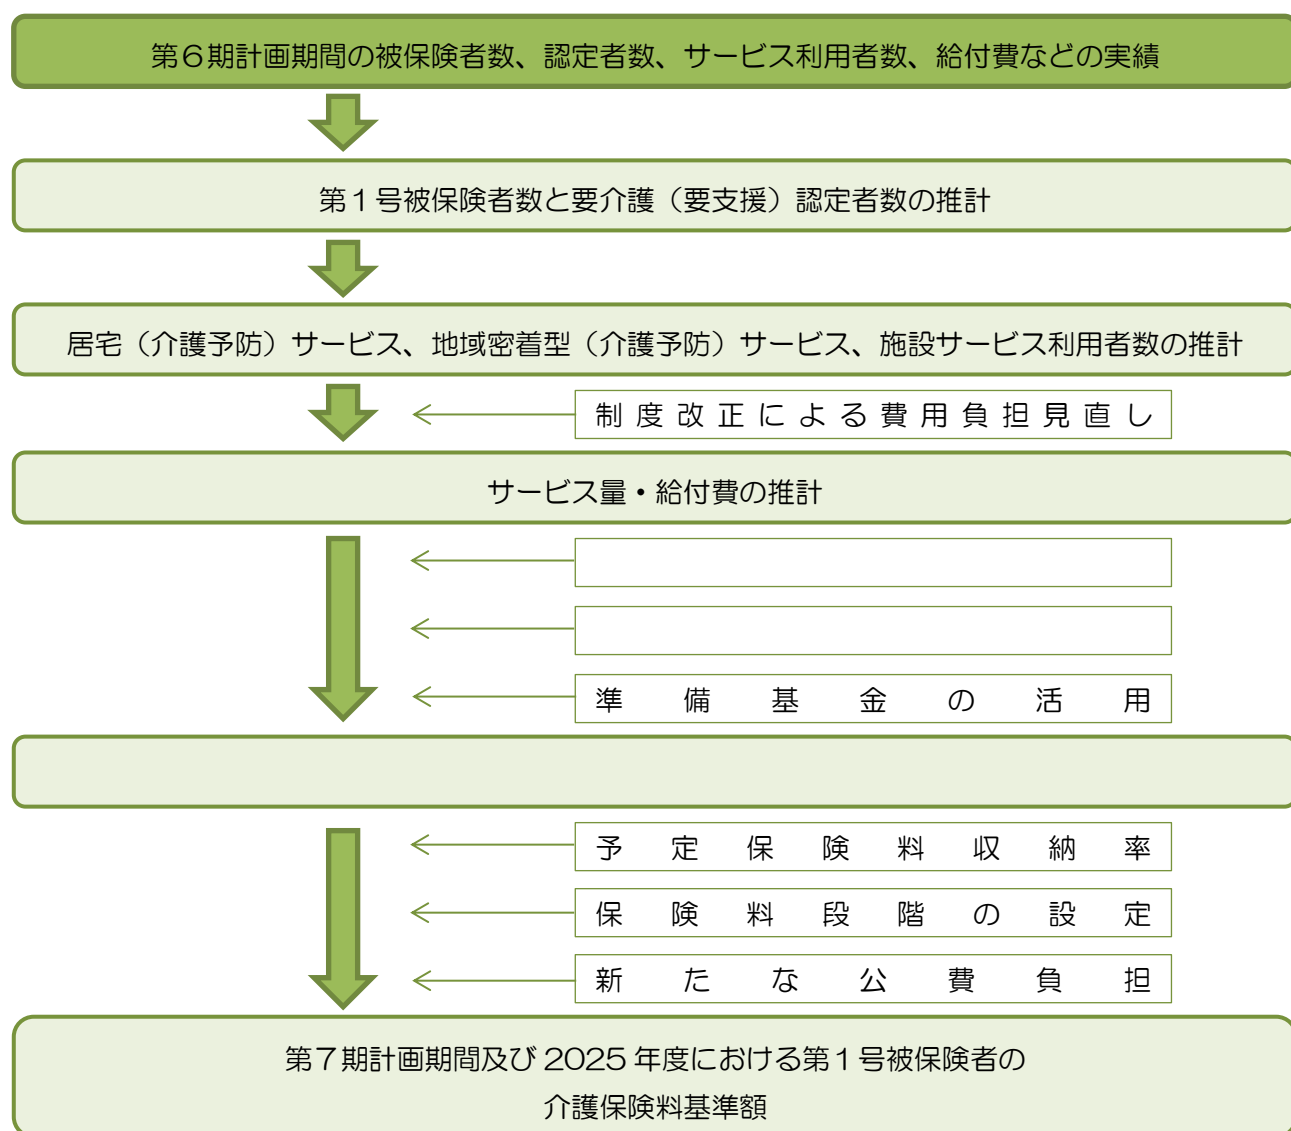 第６期計画期間の被保険者数、認定者数、サービス利用者数、給付費などの実績
第１号被保険者数と要介護（要支援）認定者数の推計
居宅（介護予防）サービス、地域密着型（介護予防）サービス、施設サービス利用者数の推計
制度改正による費用負担見直し
サービス量・給付費の推計
準備基金の活用
予定保険料収納率
保険料段階の設定
新たな公費負担
第７期計画期間及び 2025 年度における第１号被保険者の
介護保険料基準額